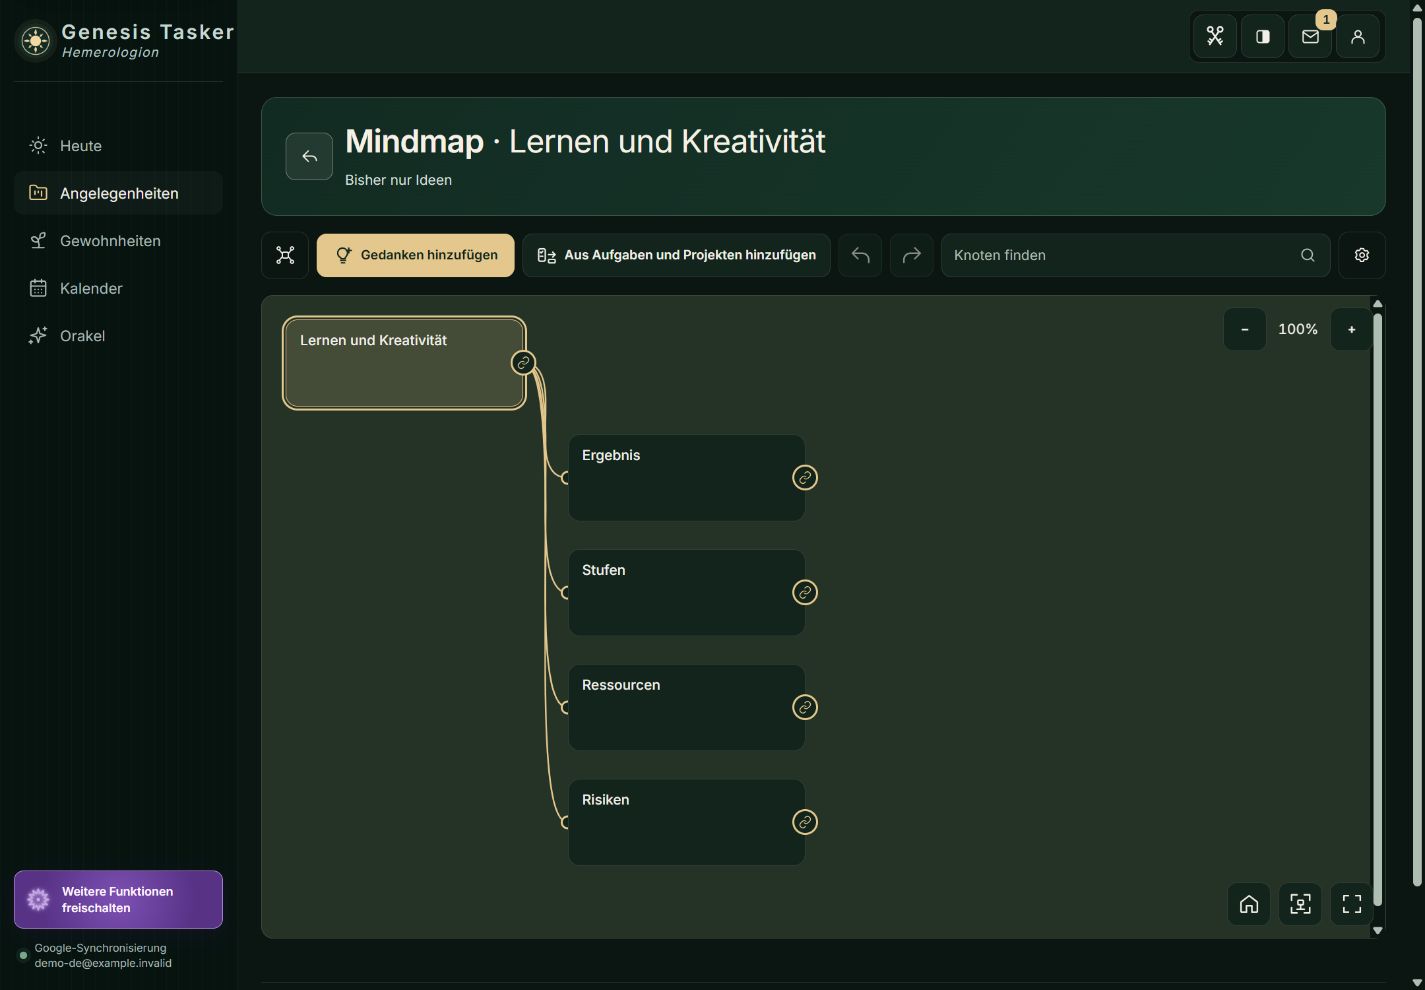 Genesis Tasker
Hemerologion
1
Heute
Angelegenheiten
Gewohnheiten
Kalender
Orakel
Mindmap · Lernen und Kreativität
Bisher nur Ideen
Gedanken hinzufügen
Aus Aufgaben und Projekten hinzufügen
Knoten finden
− 100% +
Lernen und Kreativität
Ergebnis
Stufen
Ressourcen
Risiken
Weitere Funktionen
freischalten
Google-Synchronisierung
demo-de@example.invalid